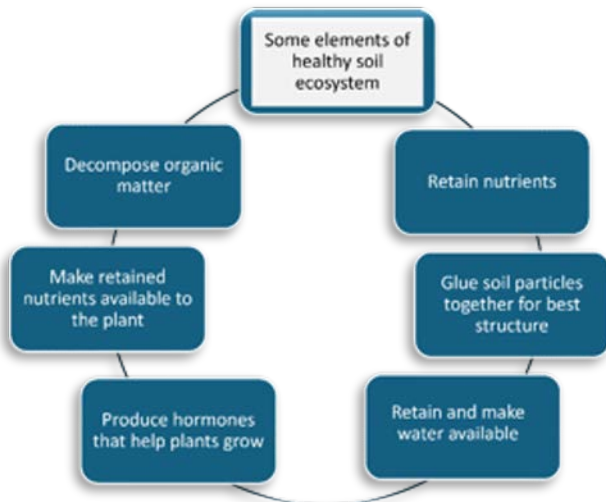 Some elements of
healthy soil
ecosystem
Retain nutrients
Glue soil particles
together for best
structure
Retain and make
water available
Produce hormones
that help plants grow
Make retained
nutrients available to
the plant
Decompose organic
matter